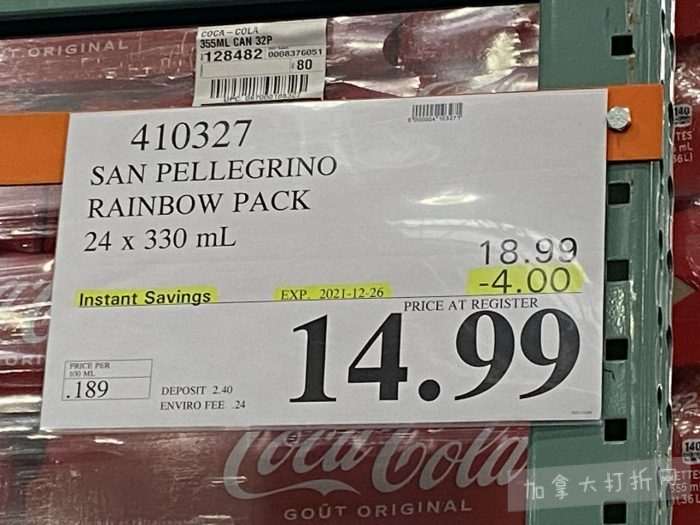 COCA-COLA
355ML CAN 32P
128482 0008376051
80
ORIGINAL
410327
SAN PELLEGRINO
RAINBOW PACK
24 x 330 mL
18.99
-4.00
Instant Savings
EXP. 2021-12-26
PRICE AT REGISTER
14.99
PRICE PER
100 ML
.189
DEPOSIT 2.40
ENVIRO FEE .24
Coca-Cola
GOÛT ORIGINAL
140
加拿大打折网